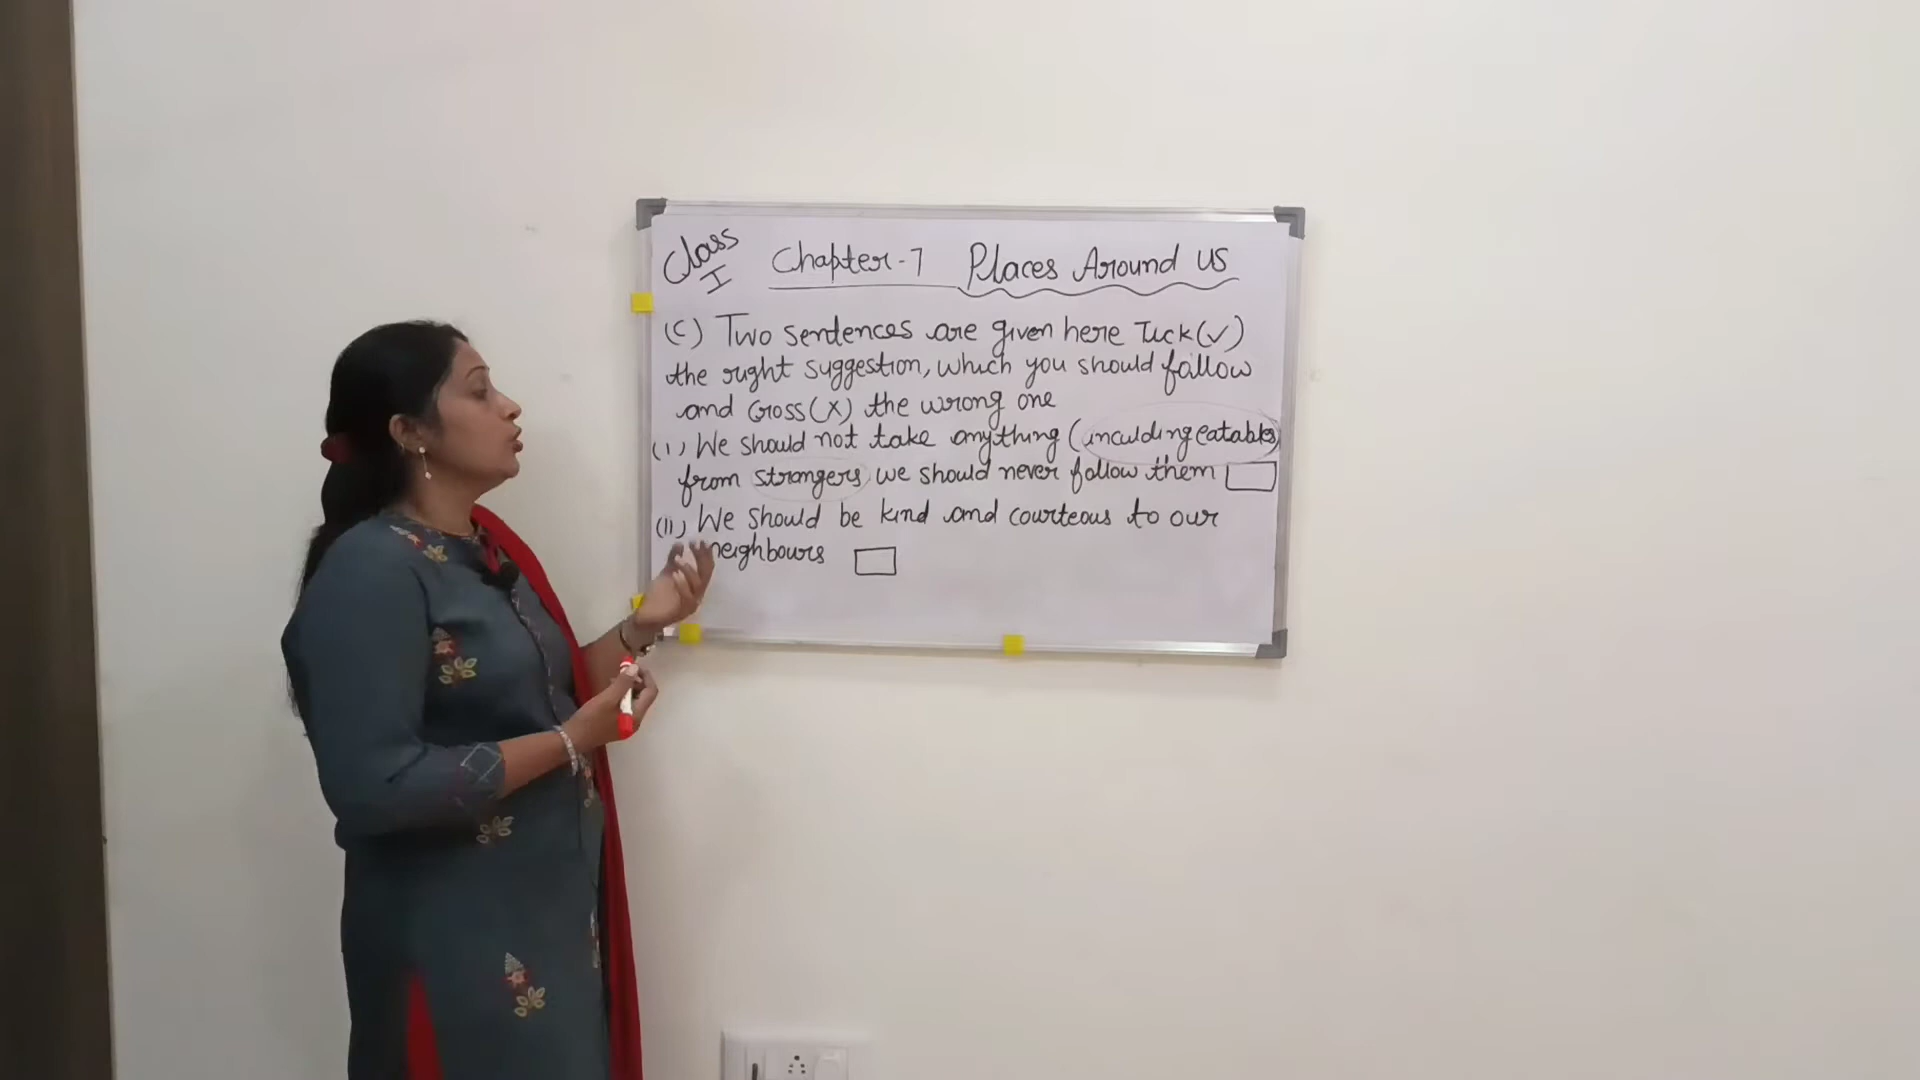 Class I
Chapter-7 Places Around US
(C) Two sentences are given here Tick(✓)
the right suggestion, which you should follow
and Cross(X) the wrong one
(I) We should not take anything (inculding eatables)
from strangers, we should never follow them
(II) We should be kind and courteous to our
neighbours